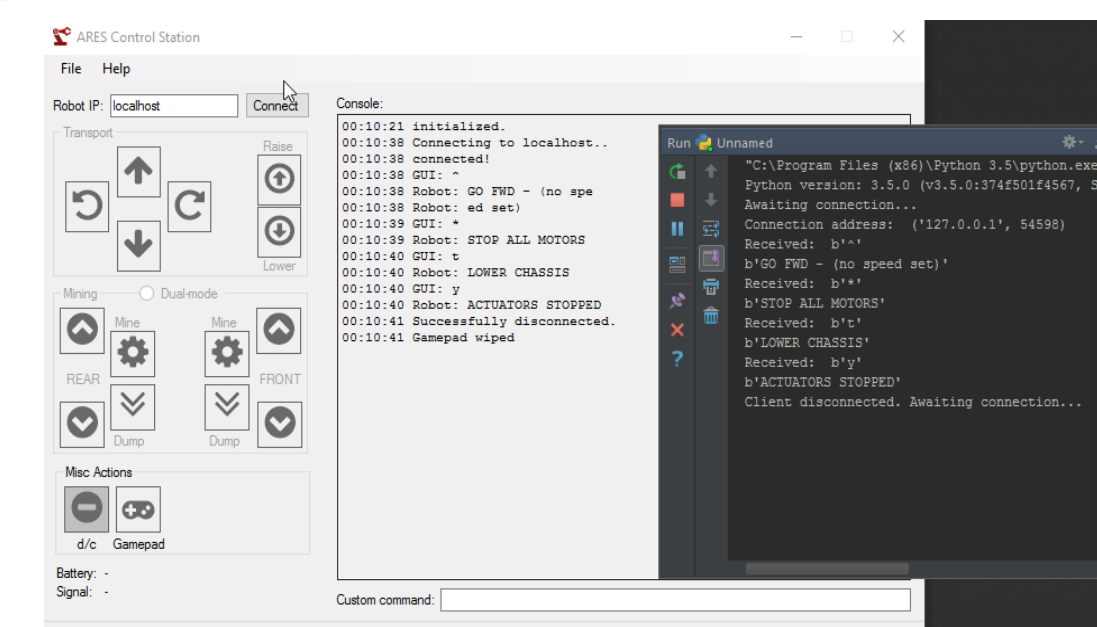 ARES Control Station
File Help
Robot IP: localhost Connect
Transport
Raise
Lower
Mining Dual-mode
Mine Mine
REAR FRONT
Dump Dump
Misc Actions
d/c Gamepad
Battery: -
Signal: -
Console:
00:10:21 initialized.
00:10:38 Connecting to localhost..
00:10:38 connected!
00:10:38 GUI: ^
00:10:38 Robot: GO FWD - (no spe
00:10:38 Robot: ed set)
00:10:39 GUI: *
00:10:39 Robot: STOP ALL MOTORS
00:10:40 GUI: t
00:10:40 Robot: LOWER CHASSIS
00:10:40 GUI: y
00:10:40 Robot: ACTUATORS STOPPED
00:10:41 Successfully disconnected.
00:10:41 Gamepad wiped
Custom command:
Run Unnamed
"C:\Program Files (x86)\Python 3.5\python.exe
Python version: 3.5.0 (v3.5.0:374f501f4567, S
Awaiting connection...
Connection address: ('127.0.0.1', 54598)
Received: b'^'
b'GO FWD - (no speed set)'
Received: b'*'
b'STOP ALL MOTORS'
Received: b't'
b'LOWER CHASSIS'
Received: b'y'
b'ACTUATORS STOPPED'
Client disconnected. Awaiting connection...